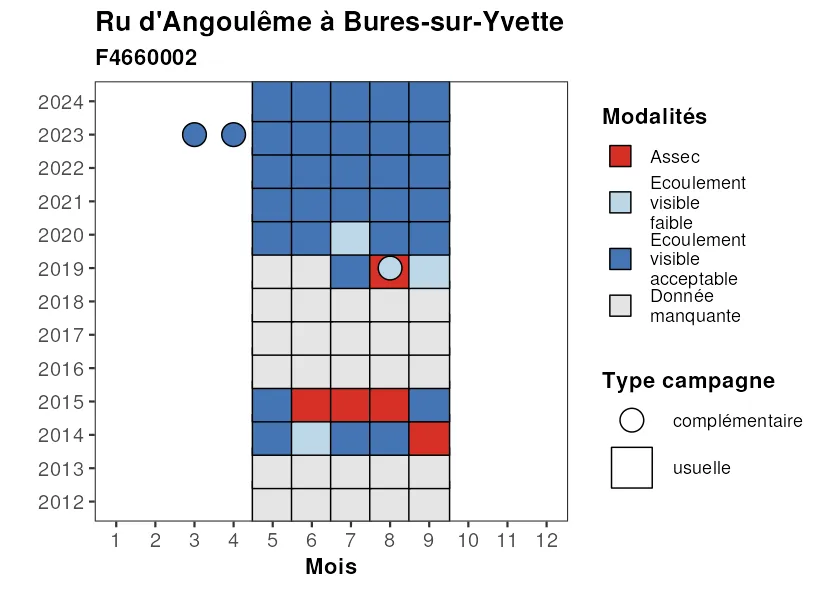 Ru d'Angoulême à Bures-sur-Yvette
F4660002
2024
2023
2022
2021
2020
2019
2018
2017
2016
2015
2014
2013
2012
1 2 3 4 5 6 7 8 9 10 11 12
Mois
Modalités
Assec
Ecoulement
visible
faible
Ecoulement
visible
acceptable
Donnée
manquante
Type campagne
complémentaire
usuelle